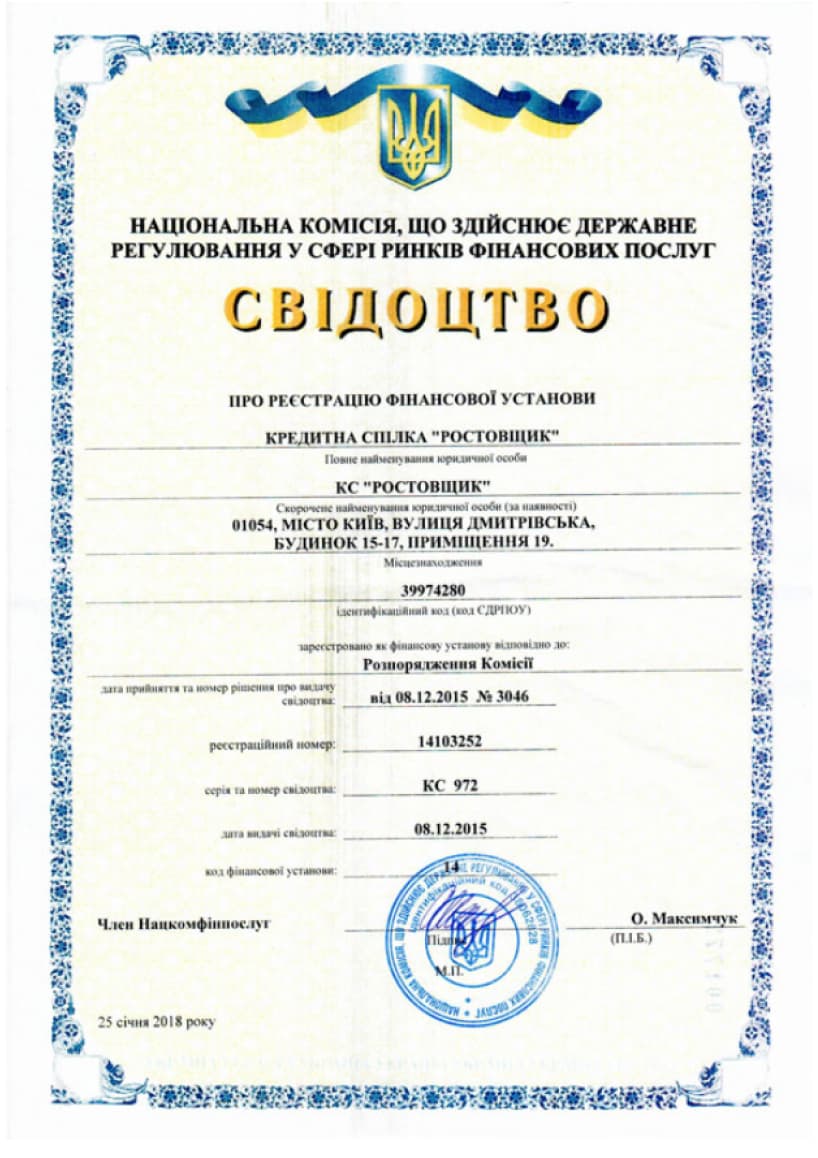 НАЦІОНАЛЬНА КОМІСІЯ, ЩО ЗДІЙСНЮЄ ДЕРЖАВНЕ
РЕГУЛЮВАННЯ У СФЕРІ РИНКІВ ФІНАНСОВИХ ПОСЛУГ
СВІДОЦТВО
ПРО РЕЄСТРАЦІЮ ФІНАНСОВОЇ УСТАНОВИ
КРЕДИТНА СПІЛКА "РОСТОВЩИК"
Повне найменування юридичної особи
КС "РОСТОВЩИК"
Скорочене найменування юридичної особи (за наявності)
01054, МІСТО КИЇВ, ВУЛИЦЯ ДМИТРІВСЬКА,
БУДИНОК 15-17, ПРИМІЩЕННЯ 19.
Місцезнаходження
39974280
ідентифікаційний код (код ЄДРПОУ)
зареєстровано як фінансову установу відповідно до:
Розпорядження Комісії
дата прийняття та номер рішення про видачу
свідоцтва: від 08.12.2015 № 3046
реєстраційний номер: 14103252
серія та номер свідоцтва: КС 972
дата видачі свідоцтва: 08.12.2015
код фінансової установи: 14
Член Нацкомфінпослуг
О. Максимчук
Підпис
(П.І.Б.)
М.П.
НАЦІОНАЛЬНА КОМІСІЯ, ЩО ЗДІЙСНЮЄ ДЕРЖАВНЕ РЕГУЛЮВАННЯ У СФЕРІ РИНКІВ ФІНАНСОВИХ ПОСЛУГ
ідентифікаційний код
25 січня 2018 року